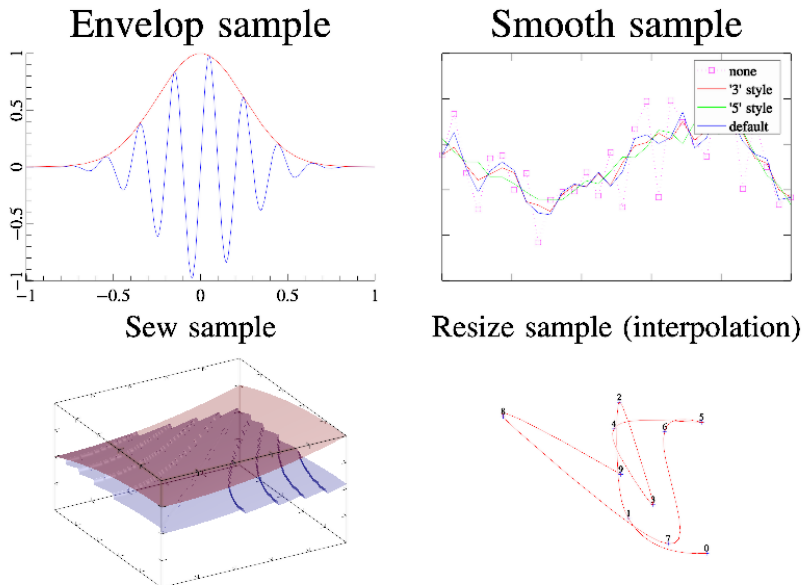 Envelop sample
1
0.5
0
−0.5
−1
−1
−0.5
0
0.5
1
Smooth sample
none
'3' style
'5' style
default
Sew sample
Resize sample (interpolation)
2
8
4
6
5
9
3
1
7
0